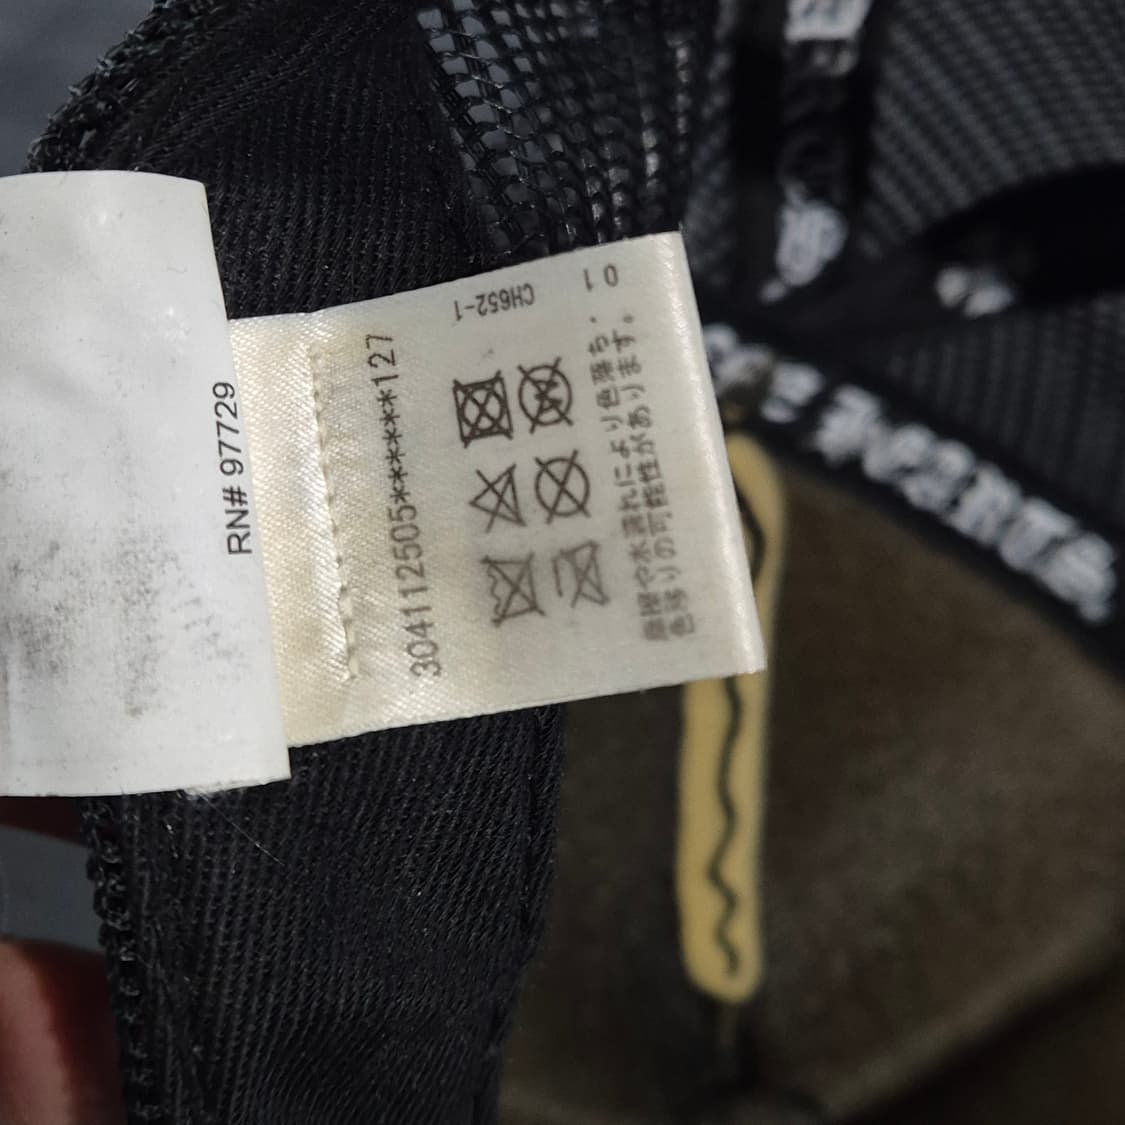 RN# 97729
304112505******127
CH652-1
01
摩擦や水濡れにより色落ち・
色移りの可能性があります。